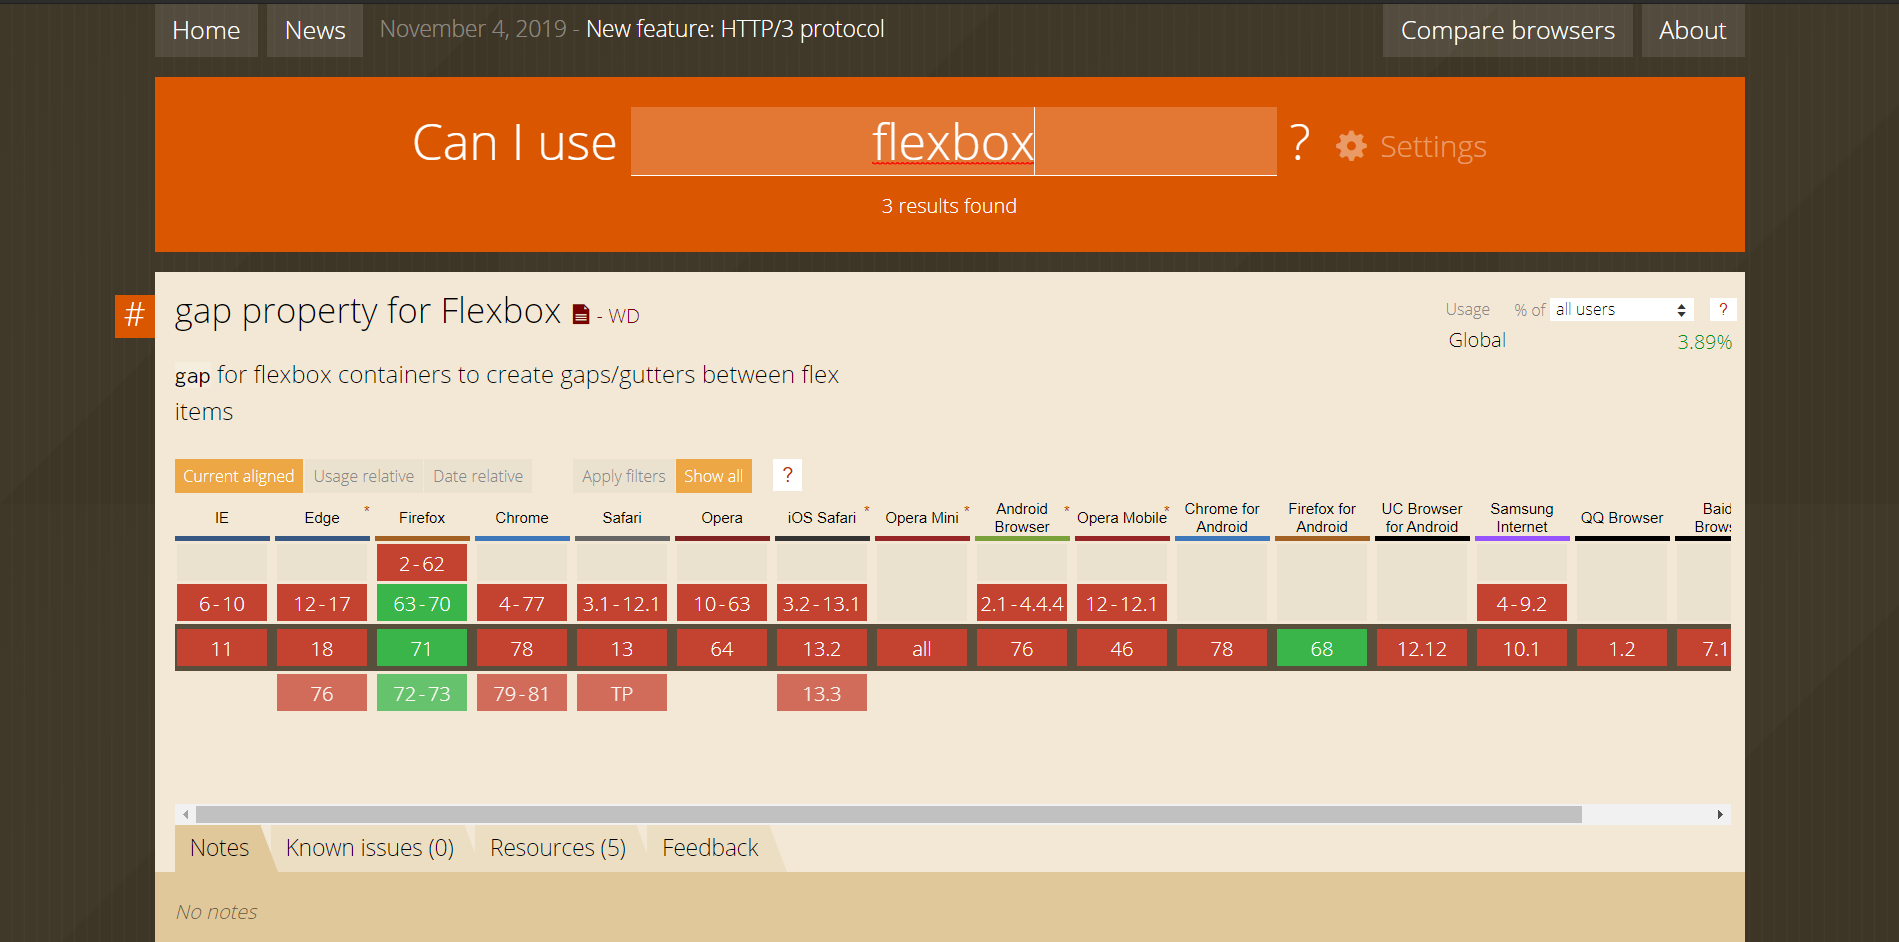 Home News November 4, 2019 - New feature: HTTP/3 protocol Compare browsers About
Can I use flexbox ? Settings
3 results found
# gap property for Flexbox - WD
Usage % of all users ?
Global 3.89%
gap for flexbox containers to create gaps/gutters between flex
items
Current aligned Usage relative Date relative Apply filters Show all ?
IE Edge * Firefox Chrome Safari Opera iOS Safari * Opera Mini * Android Browser * Opera Mobile * Chrome for Android Firefox for Android UC Browser for Android Samsung Internet QQ Browser Baid Brows
2-62
6-10 12-17 63-70 4-77 3.1-12.1 10-63 3.2-13.1 2.1-4.4.4 12-12.1 4-9.2
11 18 71 78 13 64 13.2 all 76 46 78 68 12.12 10.1 1.2 7.1
76 72-73 79-81 TP 13.3
Notes Known issues (0) Resources (5) Feedback
No notes